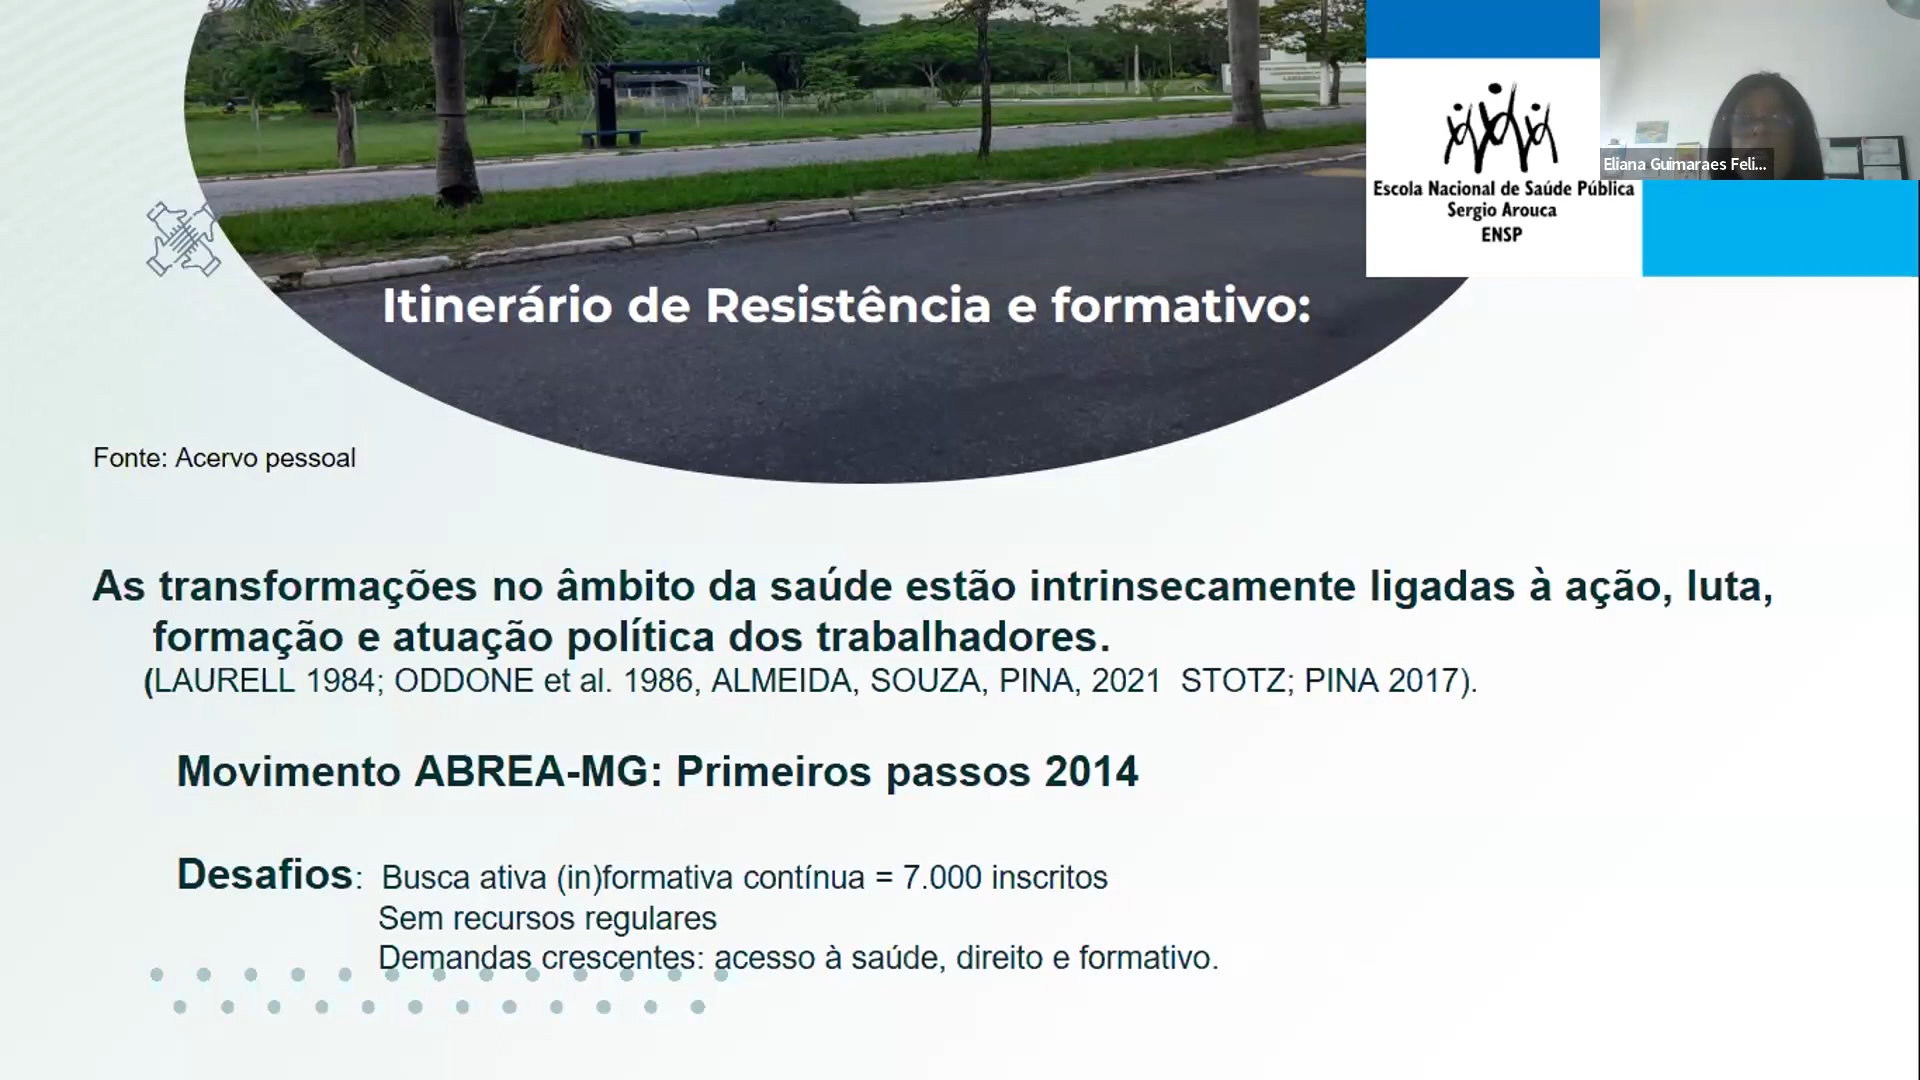 Escola Nacional de Saúde Pública
Sergio Arouca
ENSP
Eliana Guimaraes Feli...
Itinerário de Resistência e formativo:
Fonte: Acervo pessoal
As transformações no âmbito da saúde estão intrinsecamente ligadas à ação, luta,
formação e atuação política dos trabalhadores.
(LAURELL 1984; ODDONE et al. 1986, ALMEIDA, SOUZA, PINA, 2021 STOTZ; PINA 2017).
Movimento ABREA-MG: Primeiros passos 2014
Desafios: Busca ativa (in)formativa contínua = 7.000 inscritos
Sem recursos regulares
Demandas crescentes: acesso à saúde, direito e formativo.